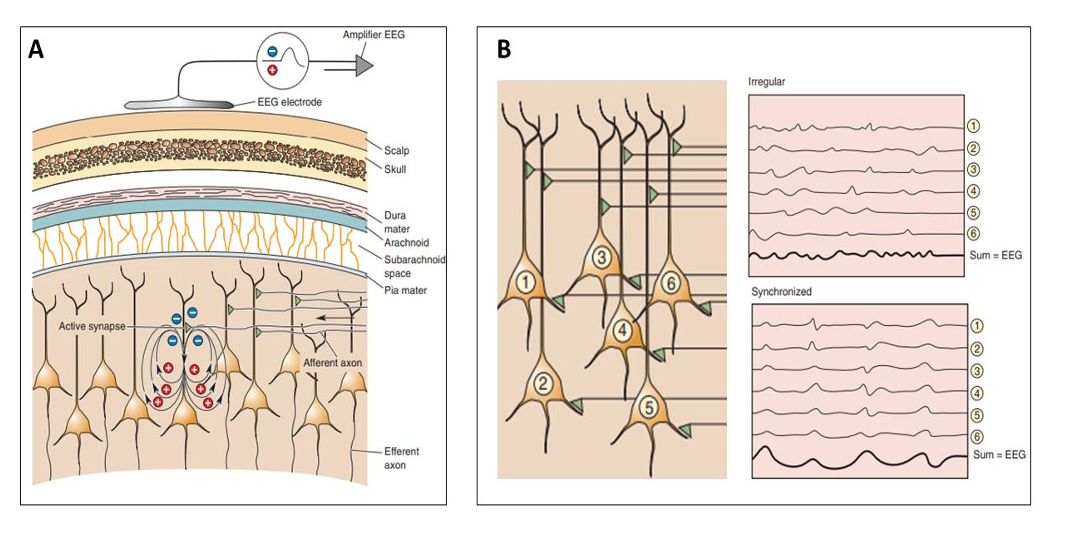 A
Amplifier EEG
−
+
EEG electrode
Scalp
Skull
Dura
mater
Arachnoid
Subarachnoid
space
Pia mater
−
−
Active synapse
−
−
Afferent axon
+
+
+
+
+
+
Efferent
axon
B
1
2
3
4
5
6
Irregular
1
2
3
4
5
6
Sum = EEG
Synchronized
1
2
3
4
5
6
Sum = EEG